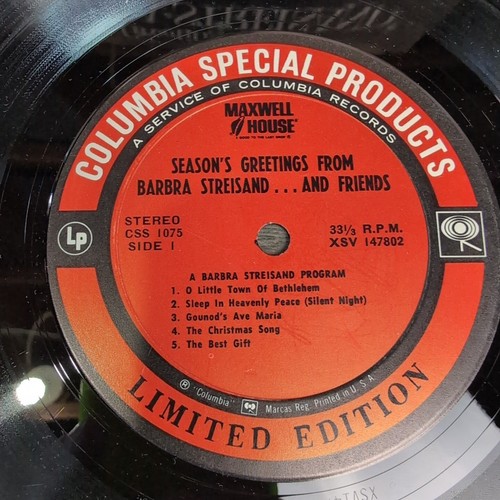 COLUMBIA SPECIAL PRODUCTS
A SERVICE OF COLUMBIA RECORDS
MAXWELL
HOUSE®
SEASON'S GREETINGS FROM
BARBRA STREISAND...AND FRIENDS
STEREO
CSS 1075
SIDE 1
33⅓ R.P.M.
XSV 147802
Lp
A BARBRA STREISAND PROGRAM
1. O Little Town Of Bethlehem
2. Sleep In Heavenly Peace (Silent Night)
3. Gounod's Ave Maria
4. The Christmas Song
5. The Best Gift
® "Columbia" Marcas Reg. Printed in U.S.A.
LIMITED EDITION